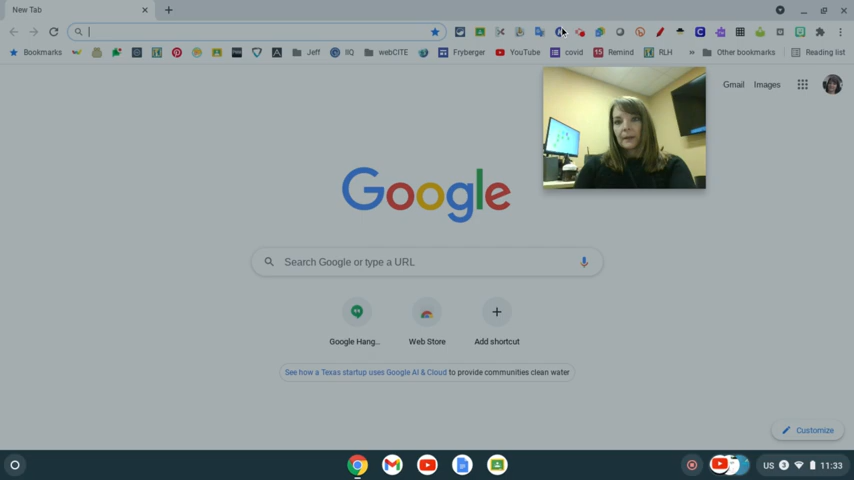 New Tab
Bookmarks Jeff IIQ webCITE Fryberger YouTube covid 15 Remind RLH » Other bookmarks Reading list
Gmail Images
Google
Search Google or type a URL
Google Hang... Web Store Add shortcut
See how a Texas startup uses Google AI & Cloud to provide communities clean water
Customize
US 3 11:33